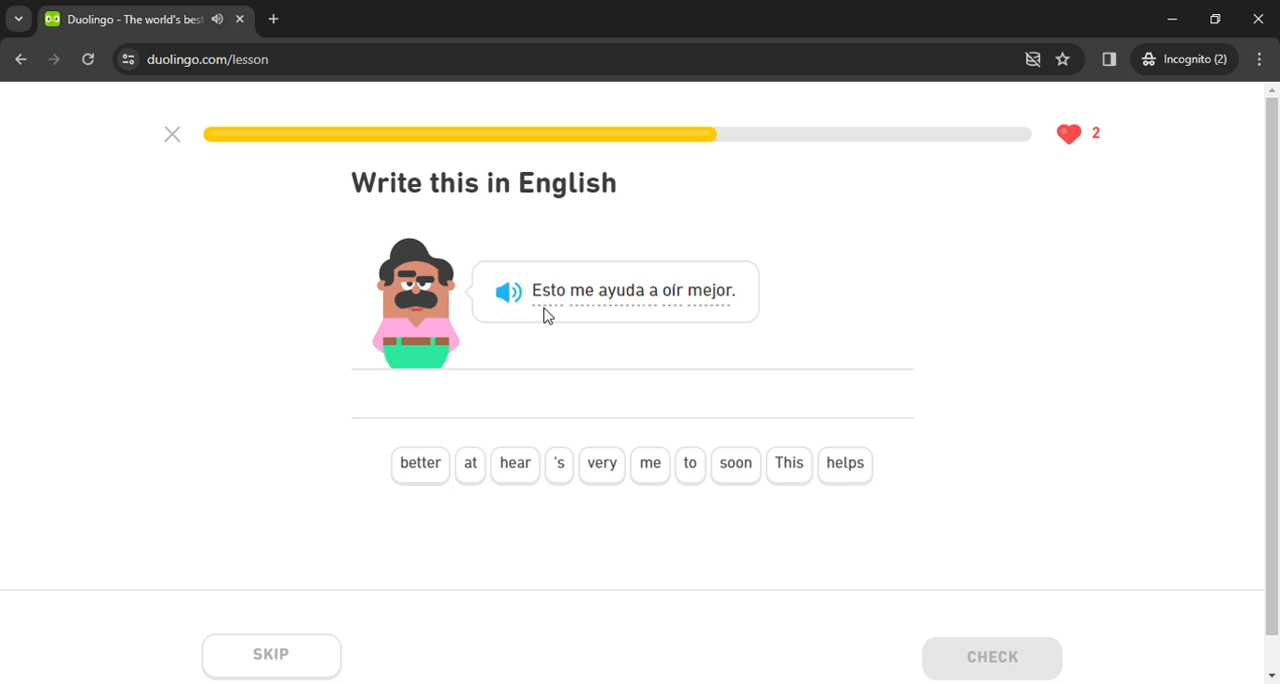 Duolingo - The world's best
duolingo.com/lesson
Incognito (2)
2
Write this in English
Esto me ayuda a oír mejor.
better at hear 's very me to soon This helps
SKIP
CHECK